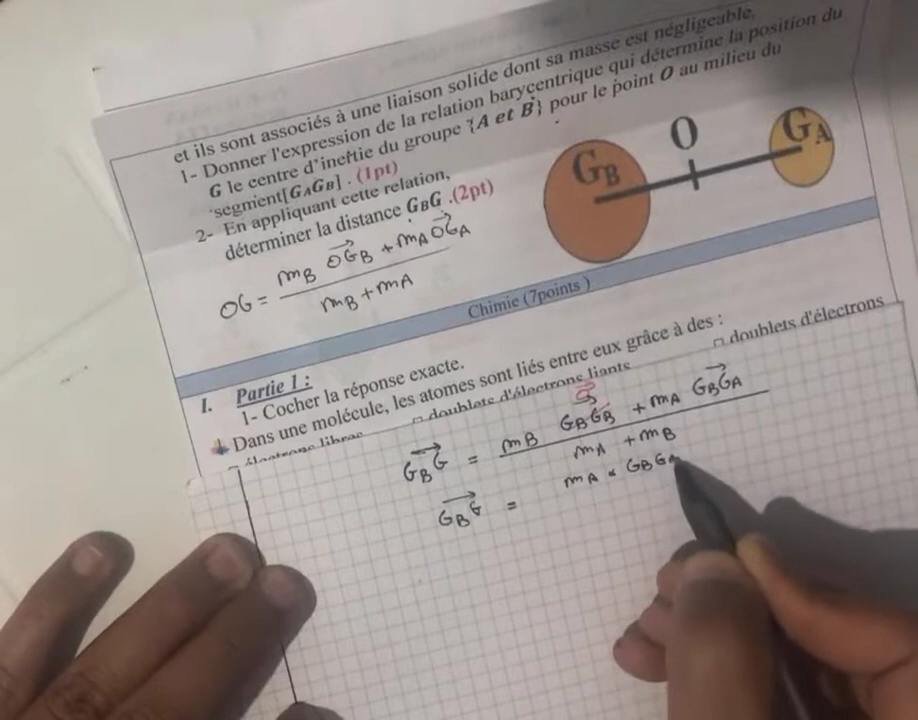 et ils sont associés à une liaison solide dont sa masse est négligeable,
1- Donner l'expression de la relation barycentrique qui détermine la position du
G le centre d'inertie du groupe {A et B} pour le point O au milieu du
segment[GAGB] . (1pt)
2- En appliquant cette relation,
déterminer la distance GBG .(2pt)
GB
O
GA
OG = mB OGB + mA OGA
mB + mA
Chimie (7points )
I. Partie 1 :
1- Cocher la réponse exacte.
Dans une molécule, les atomes sont liés entre eux grâce à des :
doublets d'électrons liants
doublets d'électrons
GBG = mB GBGB + mA GBGA
mA + mB
GBG = mA × GBGA